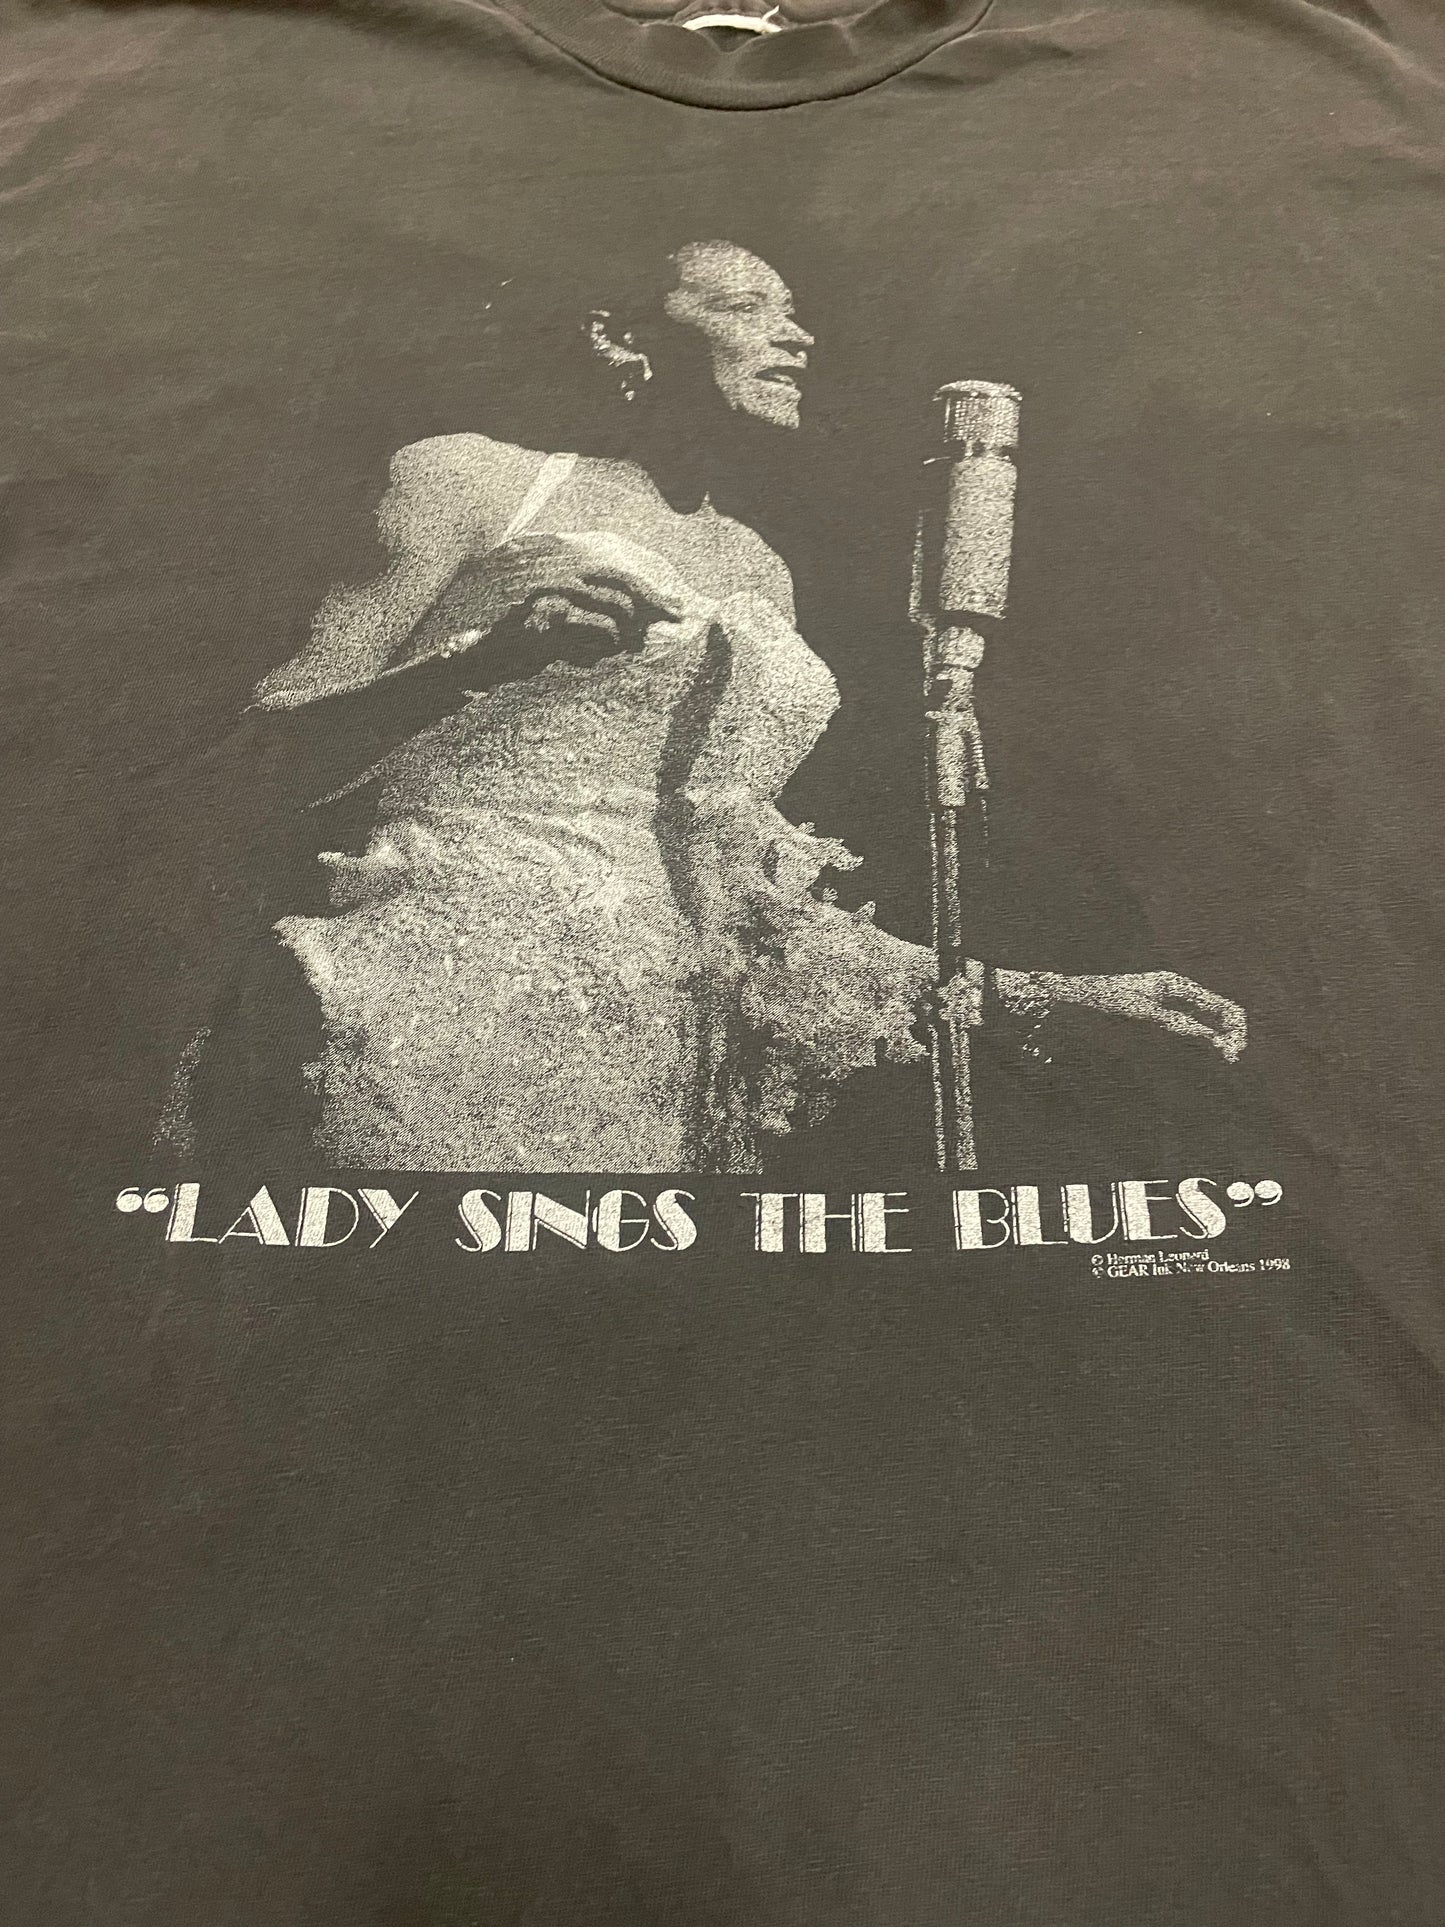 “LADY SINGS THE BLUES”
© Herman Leonard
© GEAR Ink New Orleans 1998